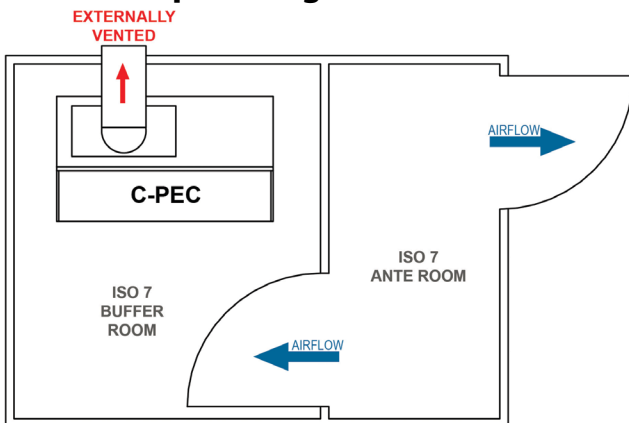 EXTERNALLY
VENTED
AIRFLOW
C-PEC
ISO 7
ANTE ROOM
ISO 7
BUFFER
ROOM
AIRFLOW